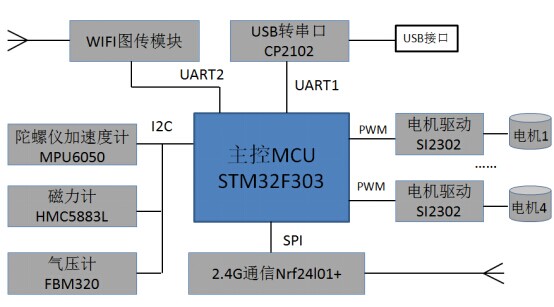 WIFI图传模块
USB转串口
CP2102
USB接口
UART2
UART1
I2C
陀螺仪加速度计
MPU6050
主控MCU
STM32F303
PWM
电机驱动
SI2302
电机1
......
磁力计
HMC5883L
PWM
电机驱动
SI2302
电机4
气压计
FBM320
SPI
2.4G通信Nrf24l01+